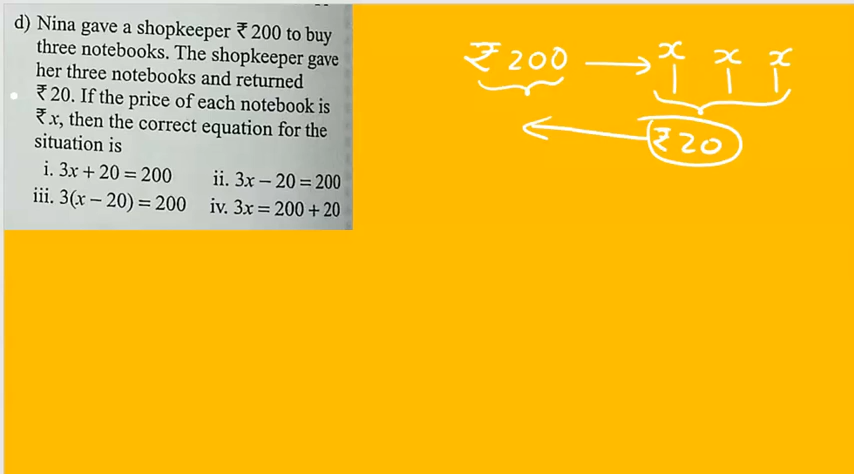 d) Nina gave a shopkeeper ₹ 200 to buy
three notebooks. The shopkeeper gave
her three notebooks and returned
₹ 20. If the price of each notebook is
₹ x, then the correct equation for the
situation is
i. 3x + 20 = 200 ii. 3x – 20 = 200
iii. 3(x – 20) = 200 iv. 3x = 200 + 20
₹ 200 → x x x
← ₹ 20